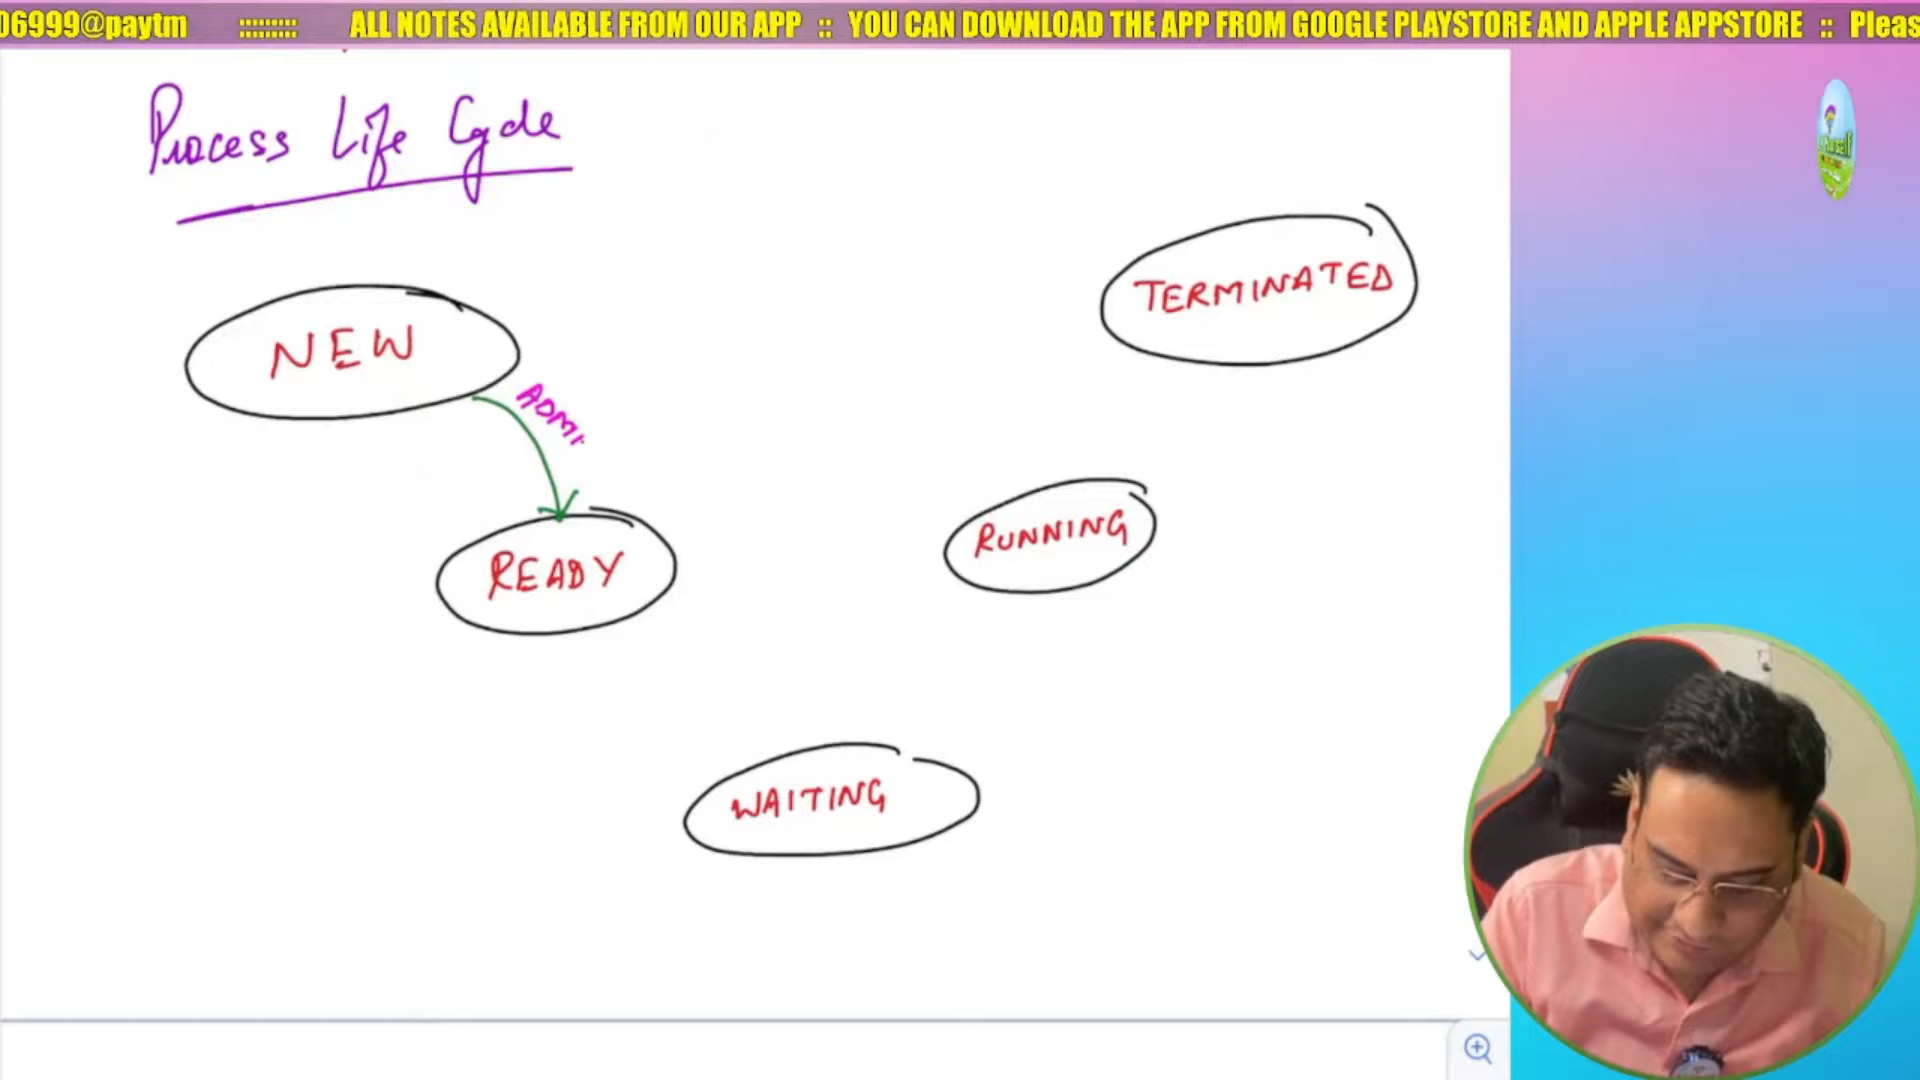 06999@paytm :::::::::: ALL NOTES AVAILABLE FROM OUR APP :: YOU CAN DOWNLOAD THE APP FROM GOOGLE PLAYSTORE AND APPLE APPSTORE :: Pleas
Process Life Cycle
TERMINATED
NEW
ADMI
RUNNING
READY
WAITING